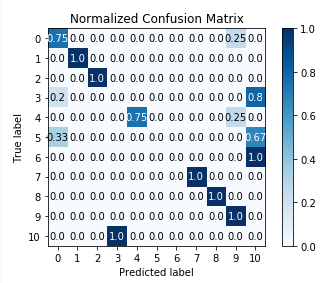 Normalized Confusion Matrix
0 0.75 0.0 0.0 0.0 0.0 0.0 0.0 0.0 0.0 0.25 0.0
1 0.0 1.0 0.0 0.0 0.0 0.0 0.0 0.0 0.0 0.0 0.0
2 0.0 0.0 1.0 0.0 0.0 0.0 0.0 0.0 0.0 0.0 0.0
3 0.2 0.0 0.0 0.0 0.0 0.0 0.0 0.0 0.0 0.0 0.8
4 0.0 0.0 0.0 0.0 0.75 0.0 0.0 0.0 0.0 0.25 0.0
5 0.33 0.0 0.0 0.0 0.0 0.0 0.0 0.0 0.0 0.0 0.67
6 0.0 0.0 0.0 0.0 0.0 0.0 0.0 0.0 0.0 0.0 1.0
7 0.0 0.0 0.0 0.0 0.0 0.0 0.0 1.0 0.0 0.0 0.0
8 0.0 0.0 0.0 0.0 0.0 0.0 0.0 0.0 1.0 0.0 0.0
9 0.0 0.0 0.0 0.0 0.0 0.0 0.0 0.0 0.0 1.0 0.0
10 0.0 0.0 0.0 1.0 0.0 0.0 0.0 0.0 0.0 0.0 0.0
0 1 2 3 4 5 6 7 8 9 10
Predicted label
True label
1.0
0.8
0.6
0.4
0.2
0.0